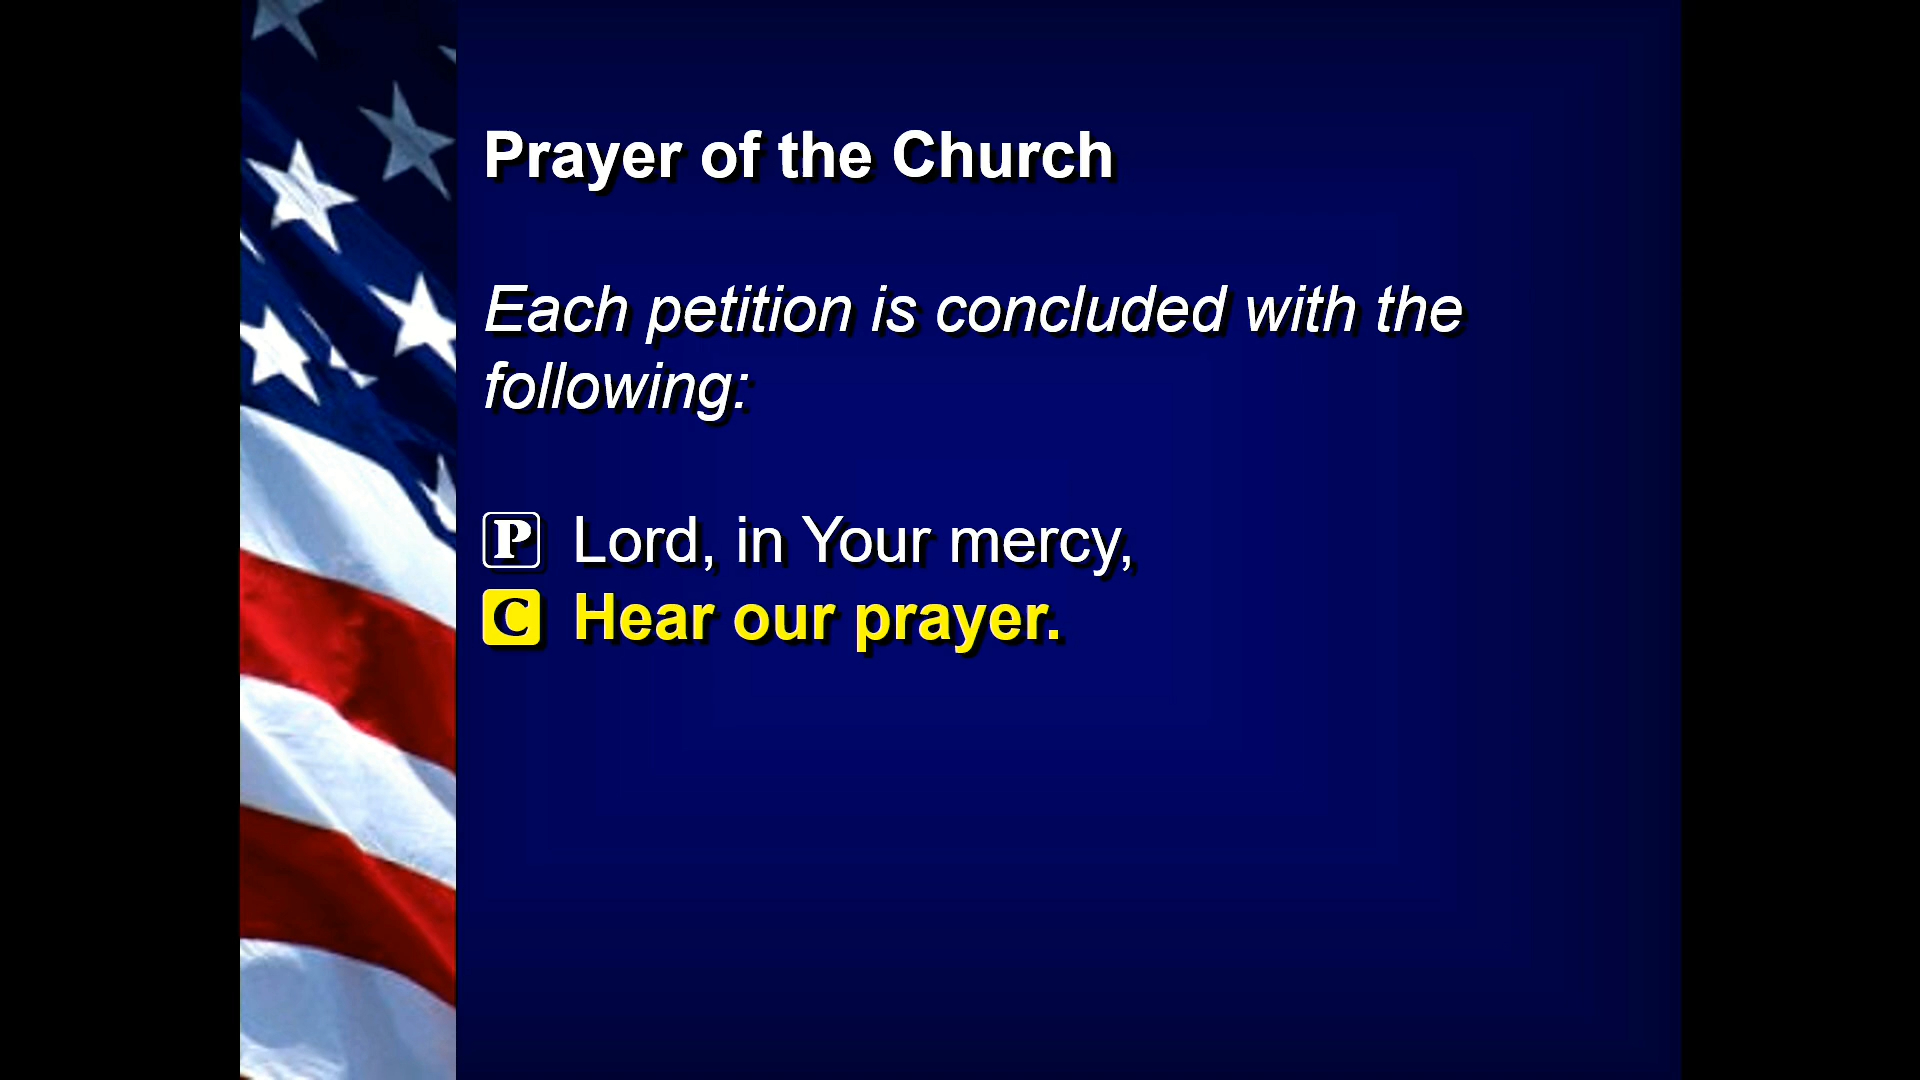 Prayer of the Church
Each petition is concluded with the
following:
P Lord, in Your mercy,
C Hear our prayer.